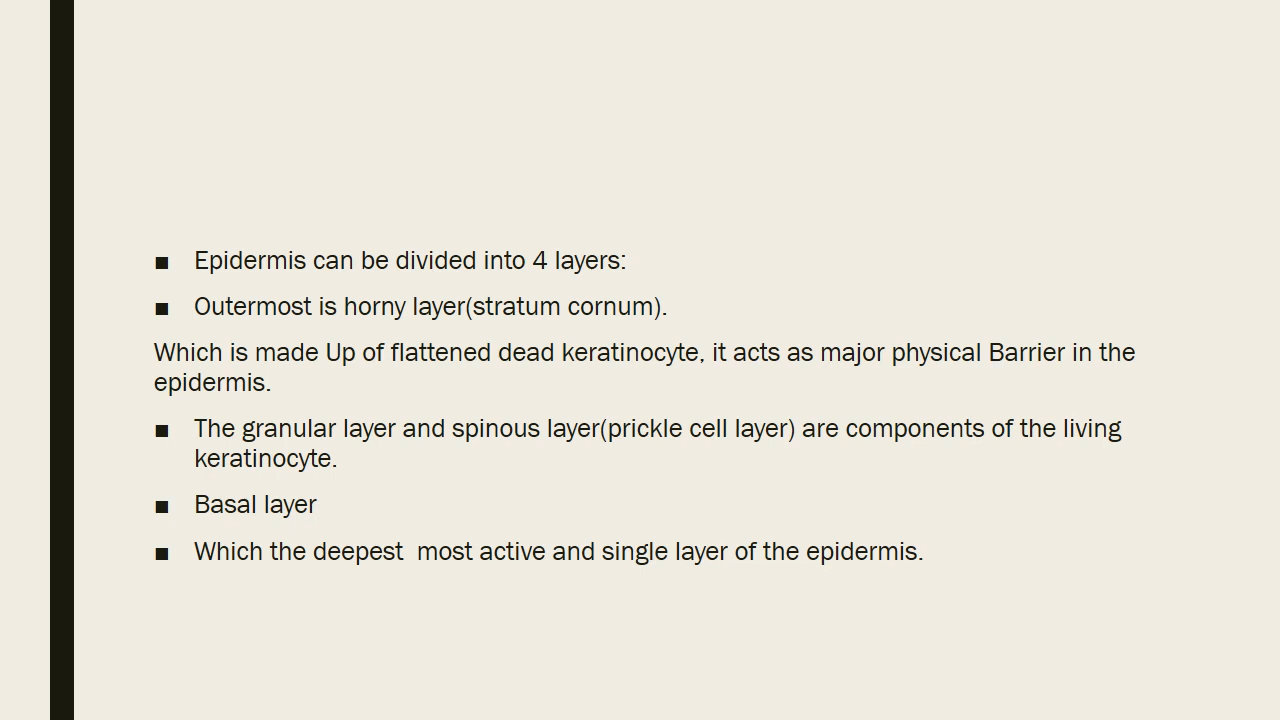 ■ Epidermis can be divided into 4 layers:
■ Outermost is horny layer(stratum cornum).
Which is made Up of flattened dead keratinocyte, it acts as major physical Barrier in the
epidermis.
■ The granular layer and spinous layer(prickle cell layer) are components of the living
keratinocyte.
■ Basal layer
■ Which the deepest  most active and single layer of the epidermis.